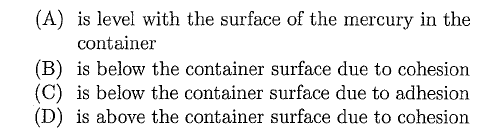 (A) is level with the surface of the mercury in the
container
(B) is below the container surface due to cohesion
(C) is below the container surface due to adhesion
(D) is above the container surface due to cohesion